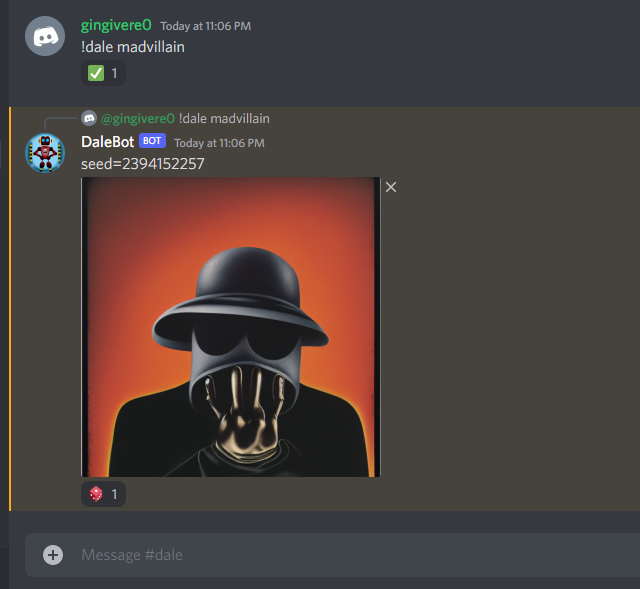 gingivere0 Today at 11:06 PM
!dale madvillain
1
@gingivere0 !dale madvillain
DaleBot BOT Today at 11:06 PM
seed=2394152257
1
Message #dale